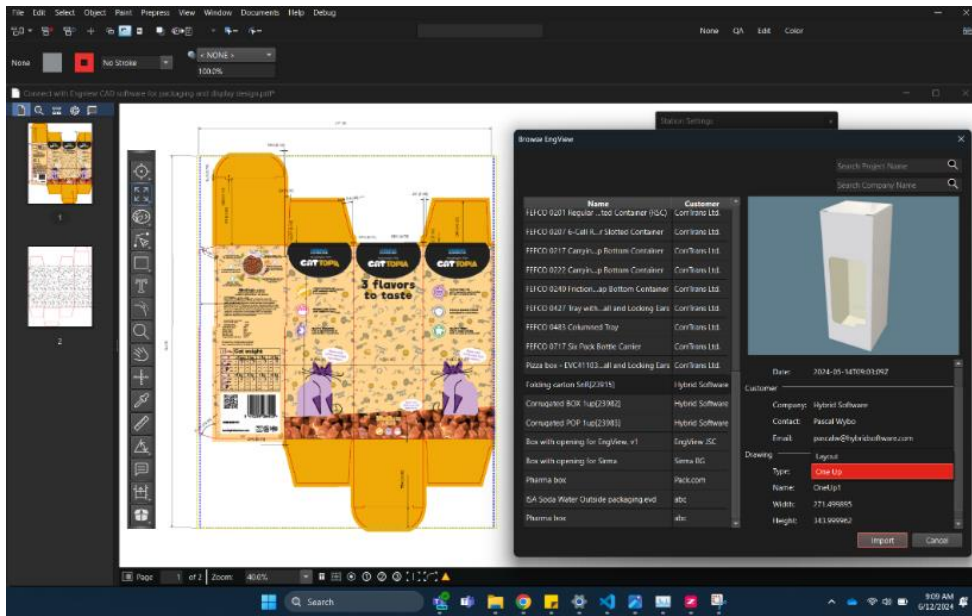 File Edit Select Object Paint Prepress View Window Documents Help Debug
None QA Edit Color
None No Stroke < NONE >
100.0%
Connect with EngView CAD software for packaging and display design.pdf*
Station Settings
Browse EngView
Search Project Name
Search Company Name
Name Customer
FEFCO 0201 Regular ...ted Container (RSC) CorrTrans Ltd.
FEFCO 0207 6-Cell R...r Slotted Container CorrTrans Ltd.
FEFCO 0217 Carryin...p Bottom Container CorrTrans Ltd.
FEFCO 0222 Carryin...p Bottom Container CorrTrans Ltd.
FEFCO 0240 Friction...ap Bottom Container CorrTrans Ltd.
FEFCO 0427 Tray with...all and Locking Ears CorrTrans Ltd.
FEFCO 0483 Columned Tray CorrTrans Ltd.
FEFCO 0717 Six Pack Bottle Carrier CorrTrans Ltd.
Pizza box - EVC41103...all and Locking Ears CorrTrans Ltd.
Folding carton Snll[23915] Hybrid Software
Corrugated BOX 1up[23982] Hybrid Software
Corrugated POP 1up[23983] Hybrid Software
Box with opening for EngView. v1 EngView JSC
Box with opening for Sirma Sirma BG
Pharma box Pack.com
ISA Soda Water Outside packaging.evd abc
Pharma box abc
Date: 2024-05-14T09:03:09Z
Customer
Company: Hybrid Software
Contact: Pascal Wybo
Email: pascalw@hybridsoftware.com
Drawing
Layout
Type: One Up
Name: OneUp1
Width: 271.499895
Height: 343.999962
Import Cancel
CATTOPIA CATTOPIA CATTOPIA
3 flavors
to taste
Cat weight
1
2
Page 1 of 2 Zoom: 40.0%
Search
9:09 AM
6/12/2024